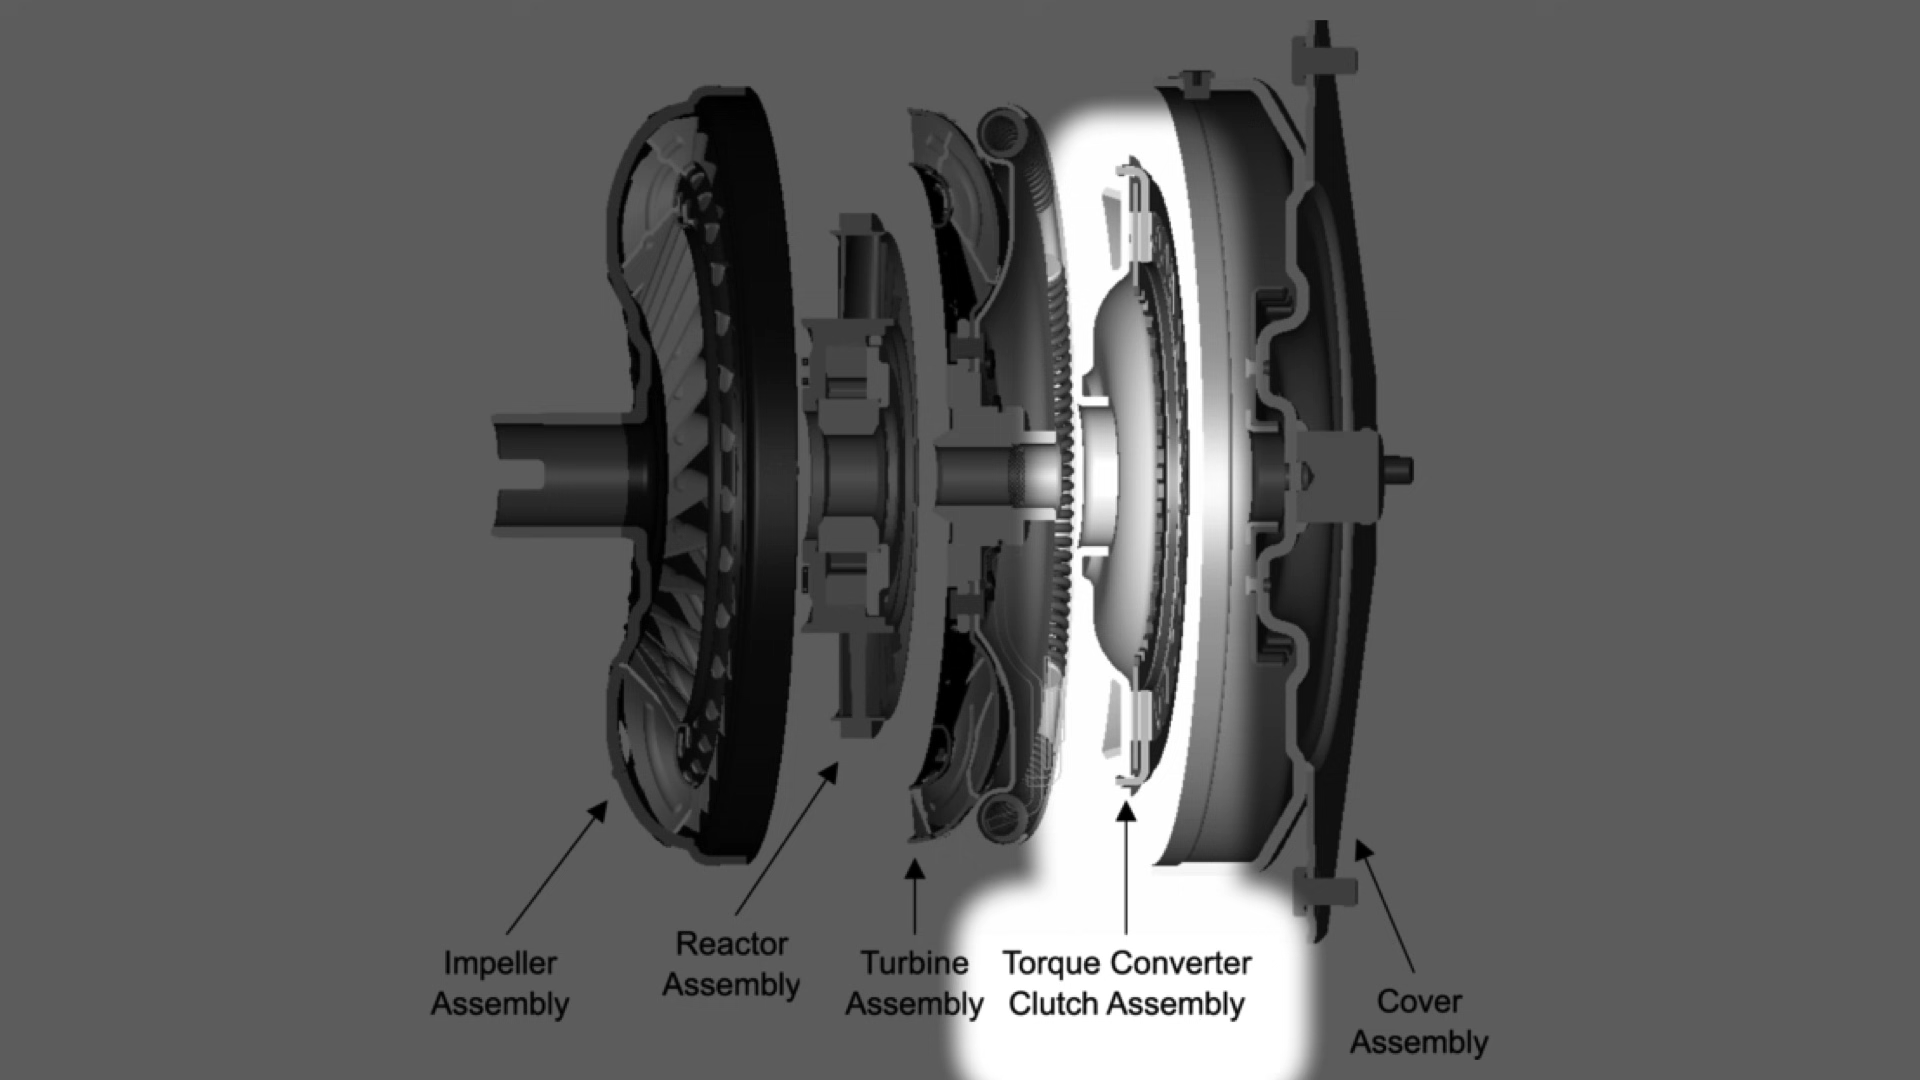 Impeller
Assembly
Reactor
Assembly
Turbine
Assembly
Torque Converter
Clutch Assembly
Cover
Assembly